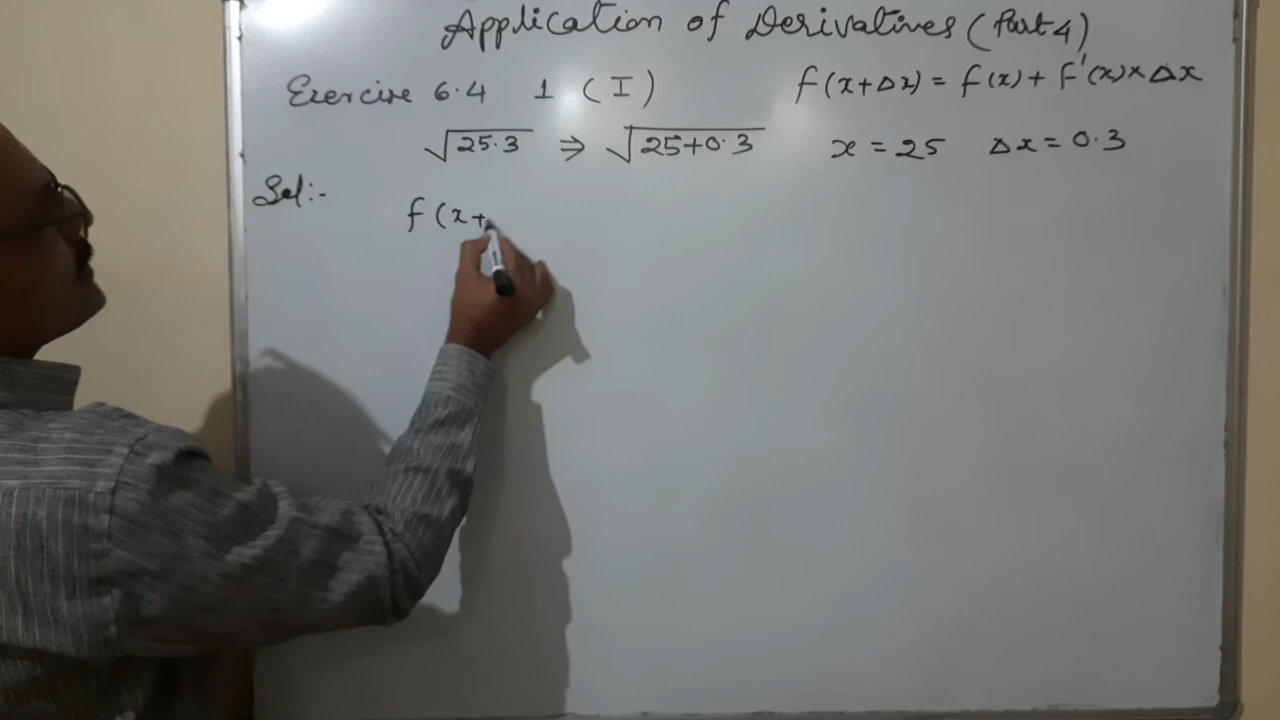 Application of Derivatives (Part 4)
Exercise 6.4 1 (I) f(x+Δx) = f(x) + f'(x) × Δx
√25.3 ⇒ √25+0.3 x = 25 Δx = 0.3
Sol:-
f(x+